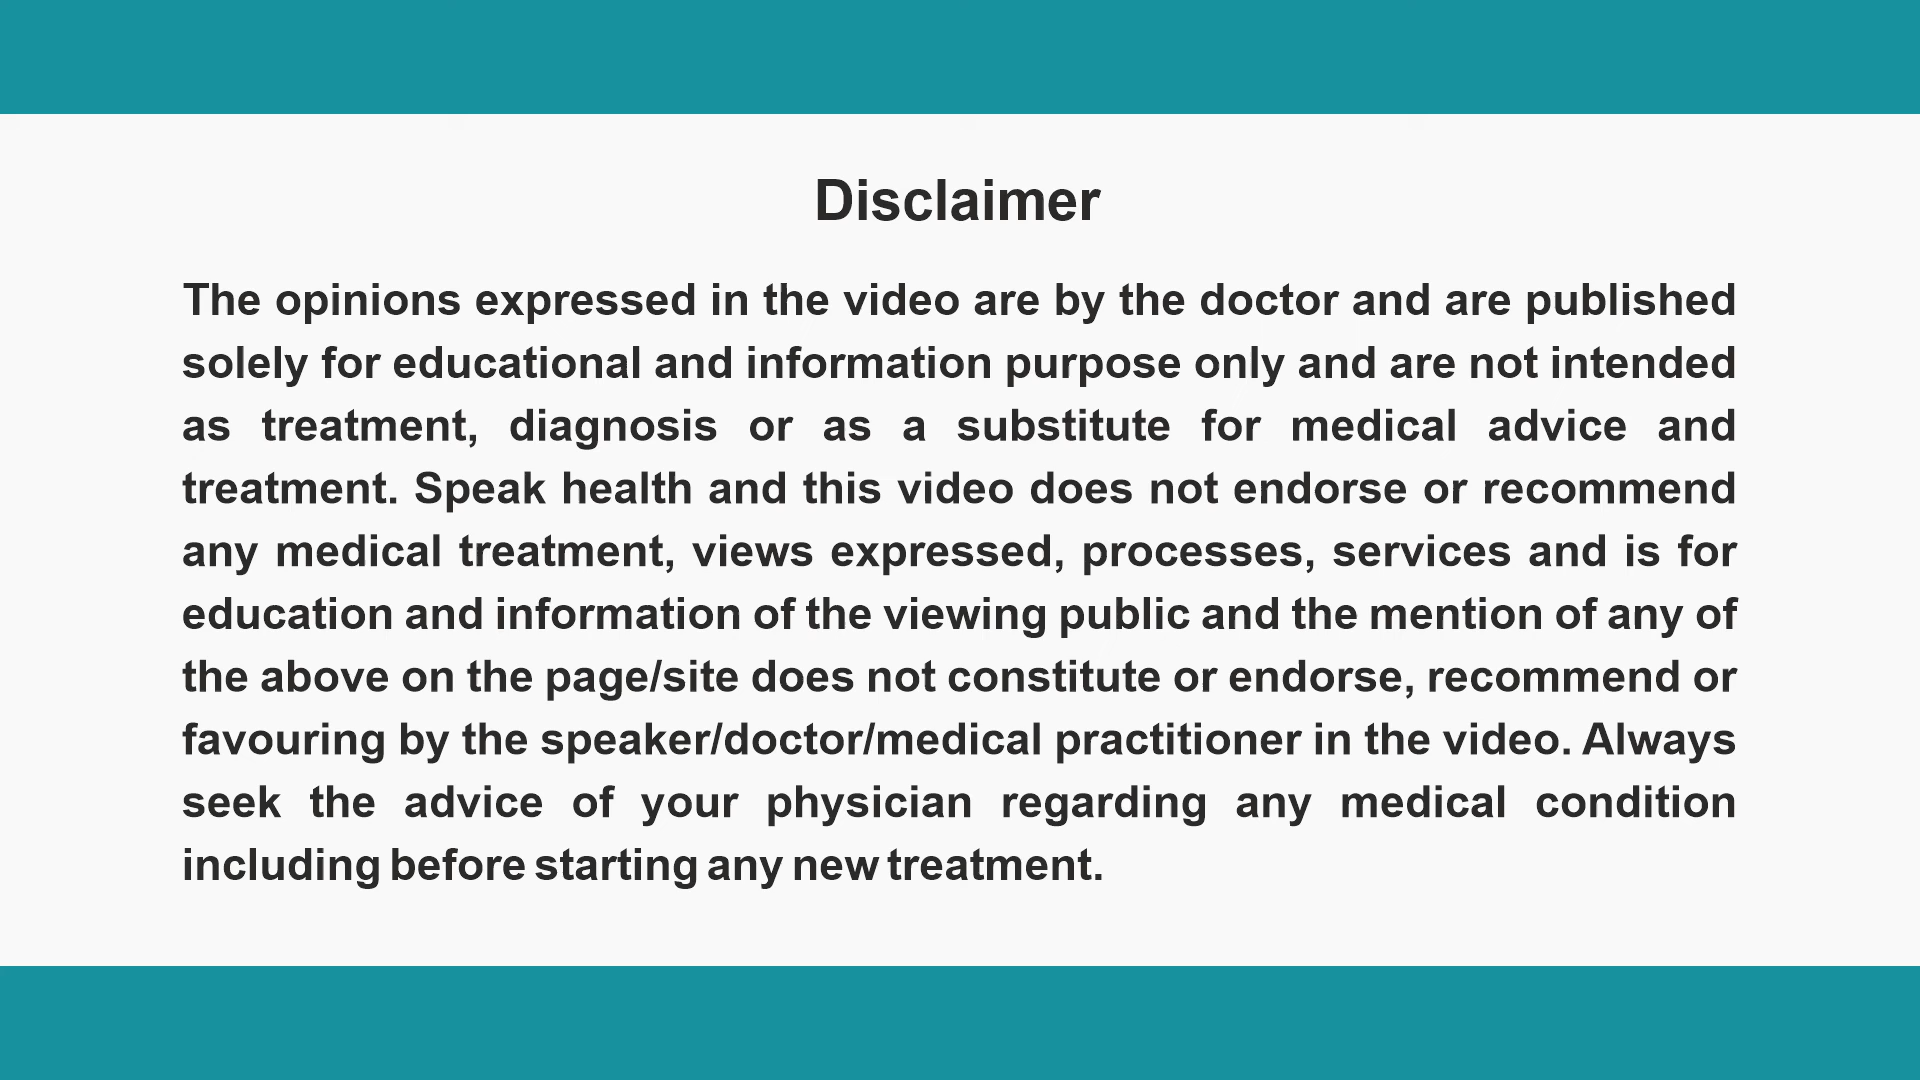 Disclaimer
The opinions expressed in the video are by the doctor and are published
solely for educational and information purpose only and are not intended
as treatment, diagnosis or as a substitute for medical advice and
treatment. Speak health and this video does not endorse or recommend
any medical treatment, views expressed, processes, services and is for
education and information of the viewing public and the mention of any of
the above on the page/site does not constitute or endorse, recommend or
favouring by the speaker/doctor/medical practitioner in the video. Always
seek the advice of your physician regarding any medical condition
including before starting any new treatment.